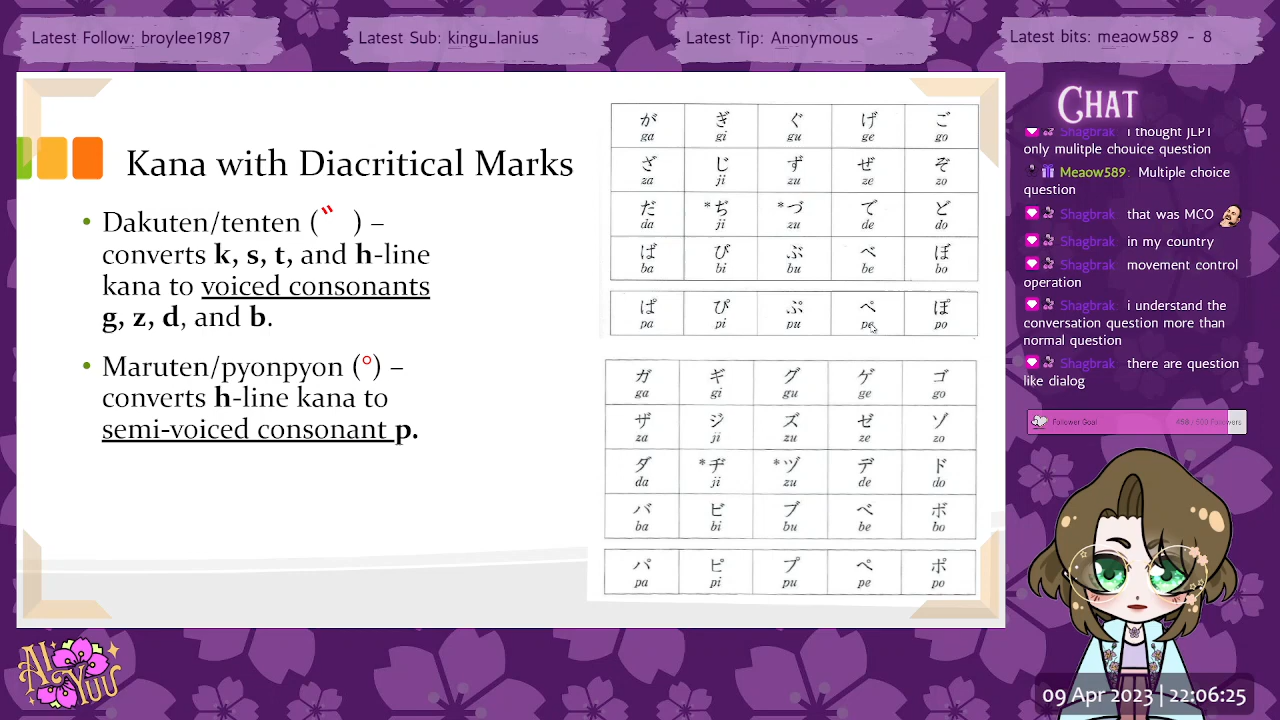 Latest Follow: broylee1987
Latest Sub: kingu_lanius
Latest Tip: Anonymous -
Latest bits: meaow589 - 8
Kana with Diacritical Marks
• Dakuten/tenten (〝 ) –
converts k, s, t, and h-line
kana to voiced consonants
g, z, d, and b.
• Maruten/pyonpyon (°) –
converts h-line kana to
semi-voiced consonant p.
が ぎ ぐ げ ご
ga gi gu ge go
ざ じ ず ぜ ぞ
za ji zu ze zo
だ *ぢ *づ で ど
da ji zu de do
ば び ぶ べ ぼ
ba bi bu be bo
ぱ ぴ ぷ ぺ ぽ
pa pi pu pe po
ガ ギ グ ゲ ゴ
ga gi gu ge go
ザ ジ ズ ゼ ゾ
za ji zu ze zo
ダ *ヂ *ヅ デ ド
da ji zu de do
バ ビ ブ ベ ボ
ba bi bu be bo
パ ピ プ ペ ポ
pa pi pu pe po
CHAT
Shagbrak: i thought JLPT
only mulitple chouice question
Meaow589: Multiple choice
question
Shagbrak: that was MCO
Shagbrak: in my country
Shagbrak: movement control
operation
Shagbrak: i understand the
conversation question more than
normal question
Shagbrak: there are question
like dialog
Follower Goal
Followers
AI
YUU
09 Apr 2023 | 22:06:25